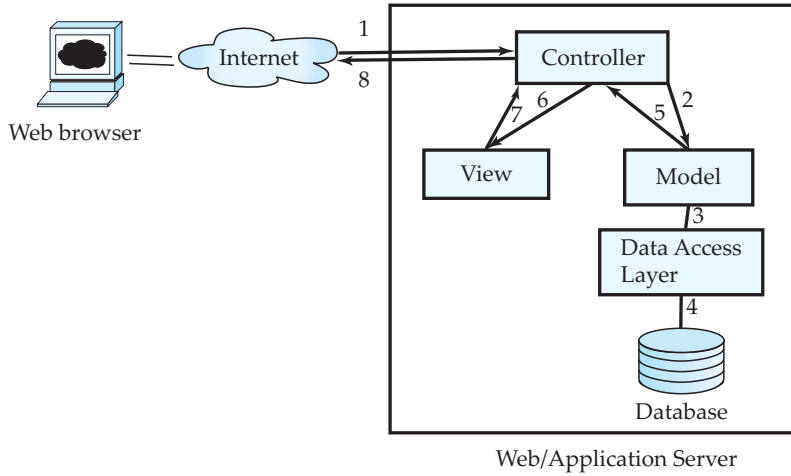 1
Internet
Controller
8
2
7
6
5
Web browser
View
Model
3
Data Access
Layer
4
Database
Web/Application Server